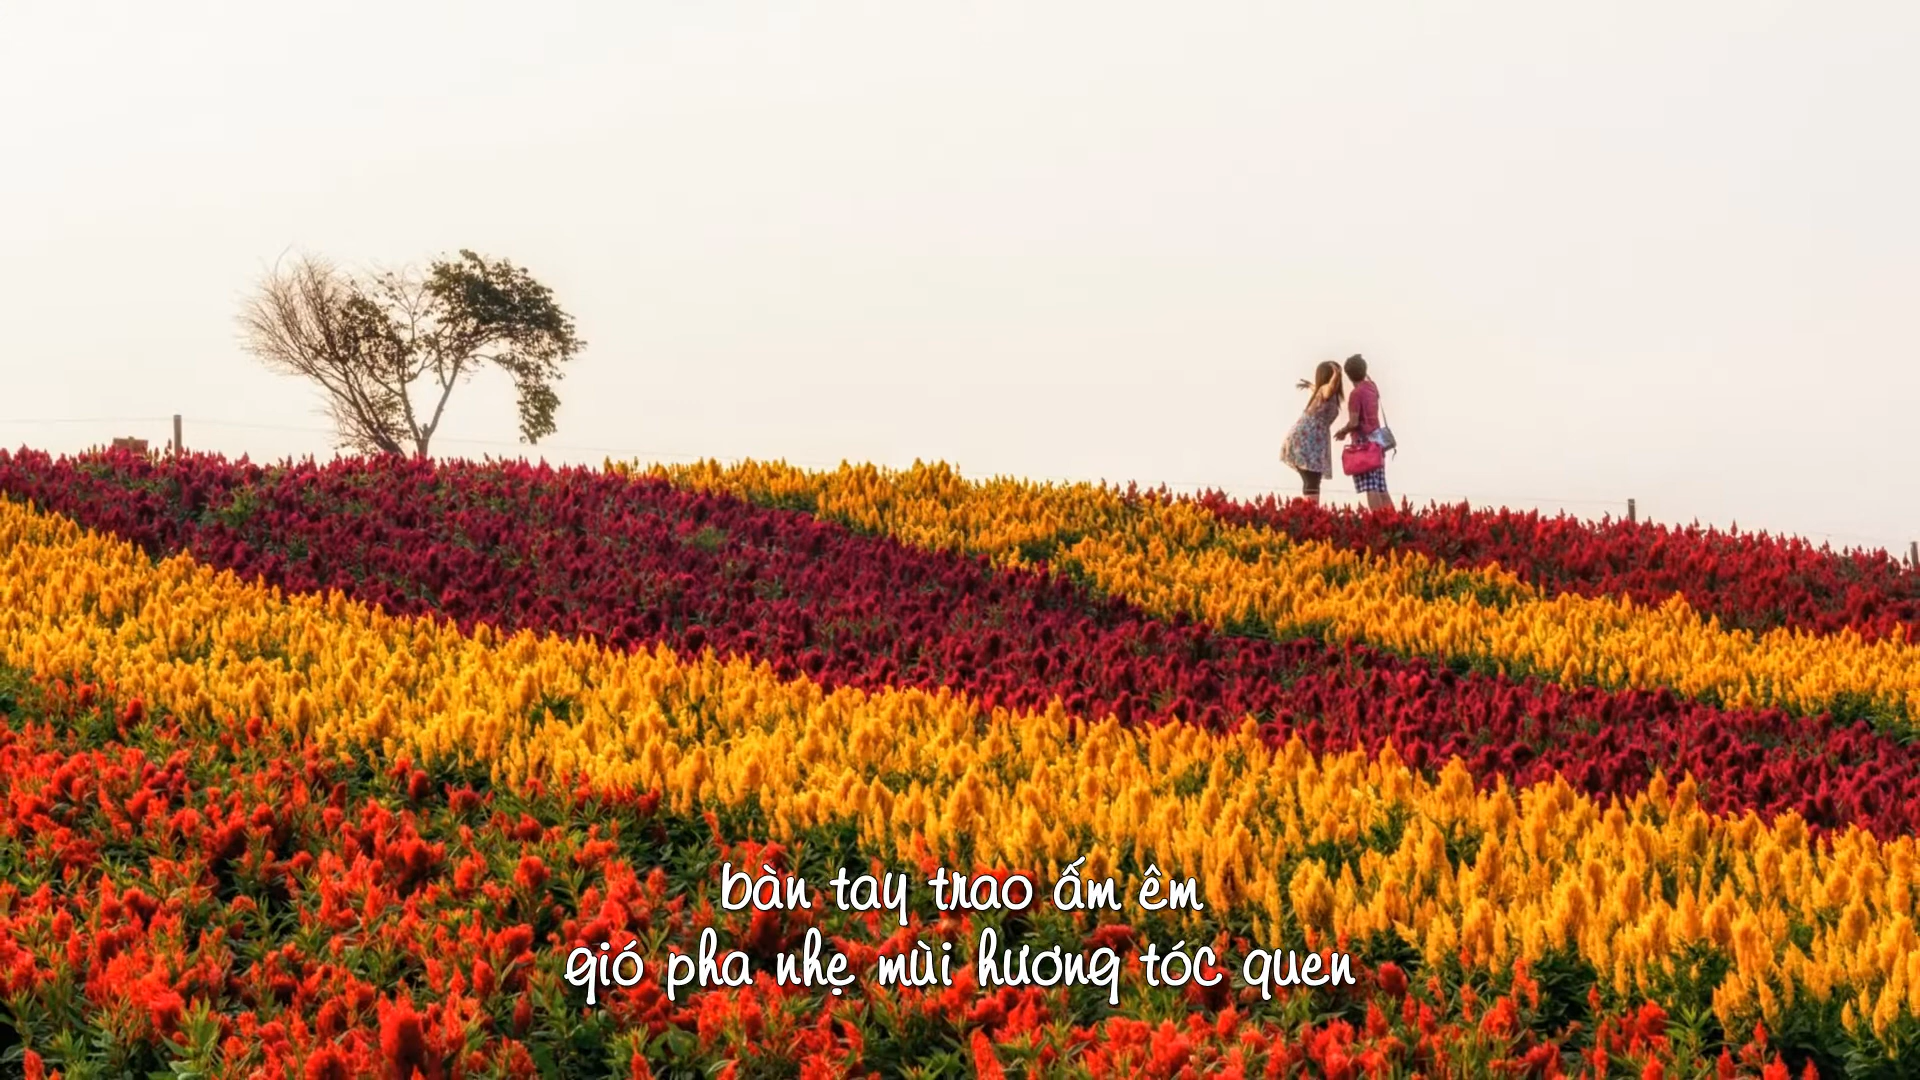 bàn tay trao ấm êm
gió pha nhẹ mùi hương tóc quen